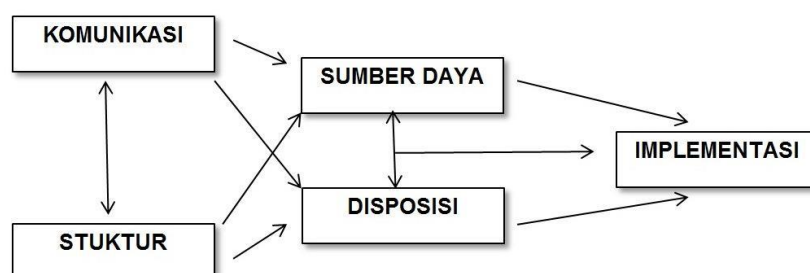 KOMUNIKASI
SUMBER DAYA
IMPLEMENTASI
DISPOSISI
STUKTUR